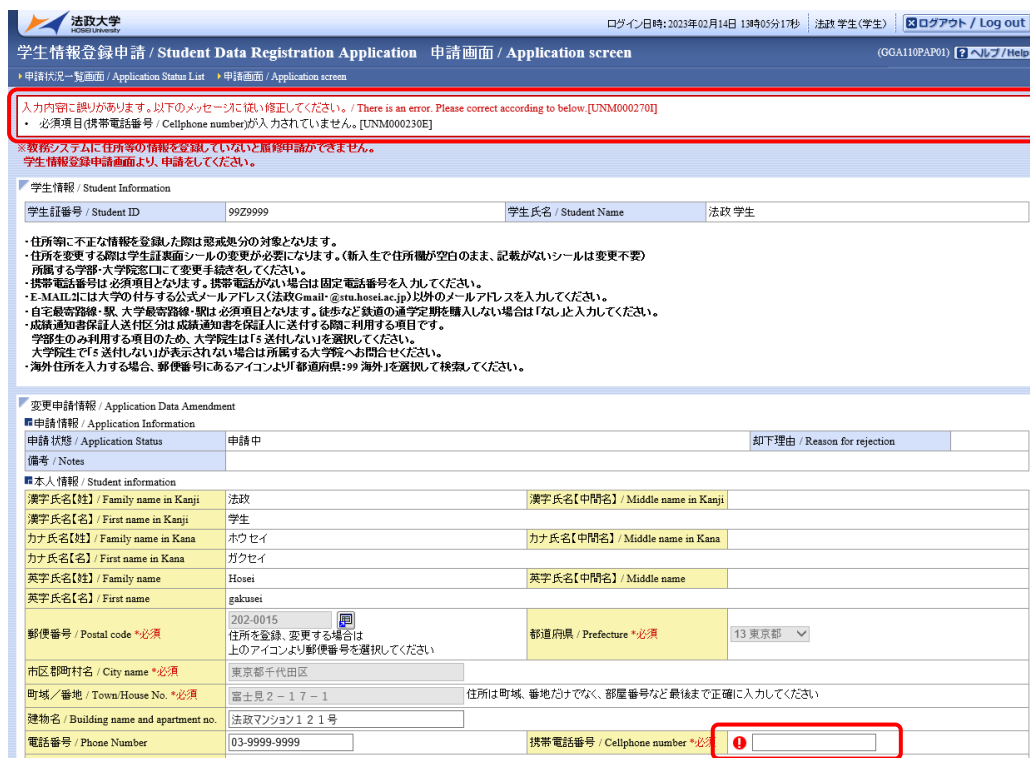 法政大学
HOSEI University
ログイン日時：2023年02月14日 13時05分17秒 法政 学生(学生) ログアウト / Log out
学生情報登録申請 / Student Data Registration Application 申請画面 / Application screen (GGA110PAP01) ? ヘルプ/Help
申請状況一覧画面 / Application Status List 申請画面 / Application screen
入力内容に誤りがあります。以下のメッセージに従い修正してください。 / There is an error. Please correct according to below.[UNM000270I]
・ 必須項目(携帯電話番号 / Cellphone number)が入力されていません。[UNM000230E]
※教務システムに住所等の情報を登録していないと履修申請ができません。
学生情報登録申請画面より、申請をしてください。
学生情報 / Student Information
学生証番号 / Student ID 99Z9999 学生氏名 / Student Name 法政 学生
・住所等に不正な情報を登録した際は懲戒処分の対象となります。
・住所を変更する際は学生証裏面シールの変更が必要になります。（新入生で住所欄が空白のまま、記載がないシールは変更不要）
所属する学部・大学院窓口にて変更手続きをしてください。
・携帯電話番号は必須項目となります。携帯電話がない場合は固定電話番号を入力してください。
・E-MAIL2には大学の付与する公式メールアドレス（法政Gmail・@stu.hosei.ac.jp）以外のメールアドレスを入力してください。
・自宅最寄路線・駅、大学最寄路線・駅は必須項目となります。徒歩など鉄道の通学定期を購入しない場合は「なし」と入力してください。
・成績通知書保証人送付区分は成績通知書を保証人に送付する際に利用する項目です。
学部生のみ利用する項目のため、大学院生は「5 送付しない」を選択してください。
大学院生で「5 送付しない」が表示されない場合は所属する大学院へお問合せください。
・海外住所を入力する場合、郵便番号にあるアイコンより「都道府県：99 海外」を選択して検索してください。
変更申請情報 / Application Data Amendment
申請情報 / Application Information
申請状態 / Application Status 申請中 却下理由 / Reason for rejection
備考 / Notes
本人情報 / Student information
漢字氏名【姓】 / Family name in Kanji 法政 漢字氏名【中間名】 / Middle name in Kanji
漢字氏名【名】 / First name in Kanji 学生
カナ氏名【姓】 / Family name in Kana ホウセイ カナ氏名【中間名】 / Middle name in Kana
カナ氏名【名】 / First name in Kana ガクセイ
英字氏名【姓】 / Family name Hosei 英字氏名【中間名】 / Middle name
英字氏名【名】 / First name gakusei
郵便番号 / Postal code *必須 202-0015 都道府県 / Prefecture *必須 13 東京都
住所を登録、変更する場合は
上のアイコンより郵便番号を選択してください
市区郡町村名 / City name *必須 東京都千代田区
町域／番地 / Town/House No. *必須 富士見２－１７－１ 住所は町域、番地だけでなく、部屋番号など最後まで正確に入力してください
建物名 / Building name and apartment no. 法政マンション１２１号
電話番号 / Phone Number 03-9999-9999 携帯電話番号 / Cellphone number *必須